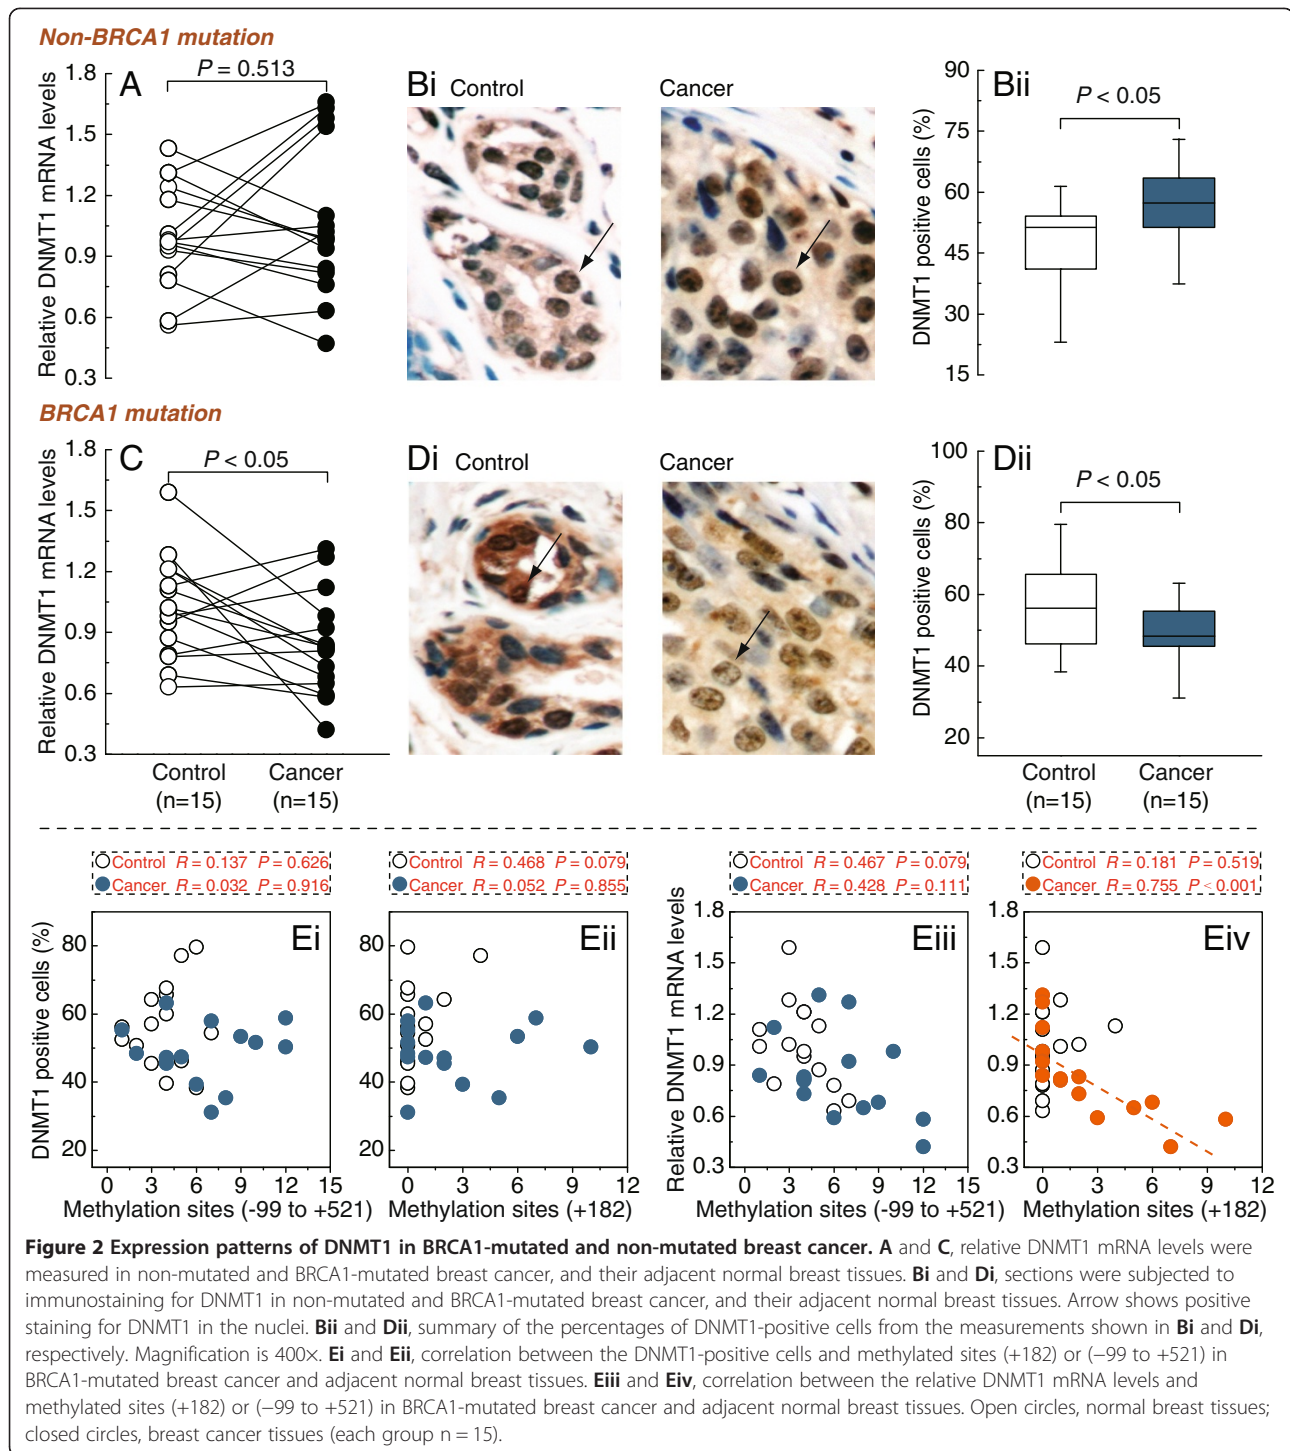 Non-BRCA1 mutation
A
P = 0.513
Relative DNMT1 mRNA levels
1.8
1.5
1.2
0.9
0.6
0.3
Bi Control Cancer
Bii
P < 0.05
DNMT1 positive cells (%)
90
75
60
45
30
15
BRCA1 mutation
C
P < 0.05
Relative DNMT1 mRNA levels
1.8
1.5
1.2
0.9
0.6
0.3
Control Cancer
(n=15) (n=15)
Di Control Cancer
Dii
P < 0.05
DNMT1 positive cells (%)
100
80
60
40
20
Control Cancer
(n=15) (n=15)
Control R = 0.137 P = 0.626
Cancer R = 0.032 P = 0.916
Ei
DNMT1 positive cells (%)
80
60
40
20
0 3 6 9 12 15
Methylation sites (-99 to +521)
Control R = 0.468 P = 0.079
Cancer R = 0.052 P = 0.855
Eii
80
60
40
20
0 3 6 9 12
Methylation sites (+182)
Control R = 0.467 P = 0.079
Cancer R = 0.428 P = 0.111
Eiii
Relative DNMT1 mRNA levels
1.8
1.5
1.2
0.9
0.6
0.3
0 3 6 9 12 15
Methylation sites (-99 to +521)
Control R = 0.181 P = 0.519
Cancer R = 0.755 P < 0.001
Eiv
1.8
1.5
1.2
0.9
0.6
0.3
0 3 6 9 12
Methylation sites (+182)
Figure 2 Expression patterns of DNMT1 in BRCA1-mutated and non-mutated breast cancer. A and C, relative DNMT1 mRNA levels were
measured in non-mutated and BRCA1-mutated breast cancer, and their adjacent normal breast tissues. Bi and Di, sections were subjected to
immunostaining for DNMT1 in non-mutated and BRCA1-mutated breast cancer, and their adjacent normal breast tissues. Arrow shows positive
staining for DNMT1 in the nuclei. Bii and Dii, summary of the percentages of DNMT1-positive cells from the measurements shown in Bi and Di,
respectively. Magnification is 400×. Ei and Eii, correlation between the DNMT1-positive cells and methylated sites (+182) or (−99 to +521) in
BRCA1-mutated breast cancer and adjacent normal breast tissues. Eiii and Eiv, correlation between the relative DNMT1 mRNA levels and
methylated sites (+182) or (−99 to +521) in BRCA1-mutated breast cancer and adjacent normal breast tissues. Open circles, normal breast tissues;
closed circles, breast cancer tissues (each group n = 15).